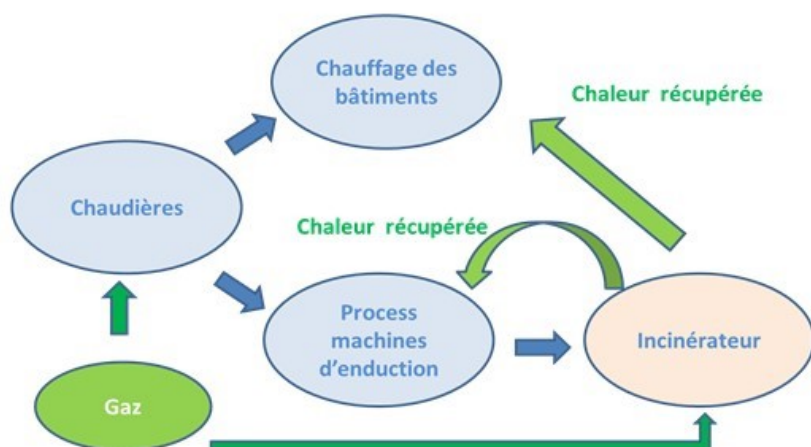 Chauffage des
bâtiments
Chaleur récupérée
Chaudières
Chaleur récupérée
Process
machines
d'enduction
Incinérateur
Gaz